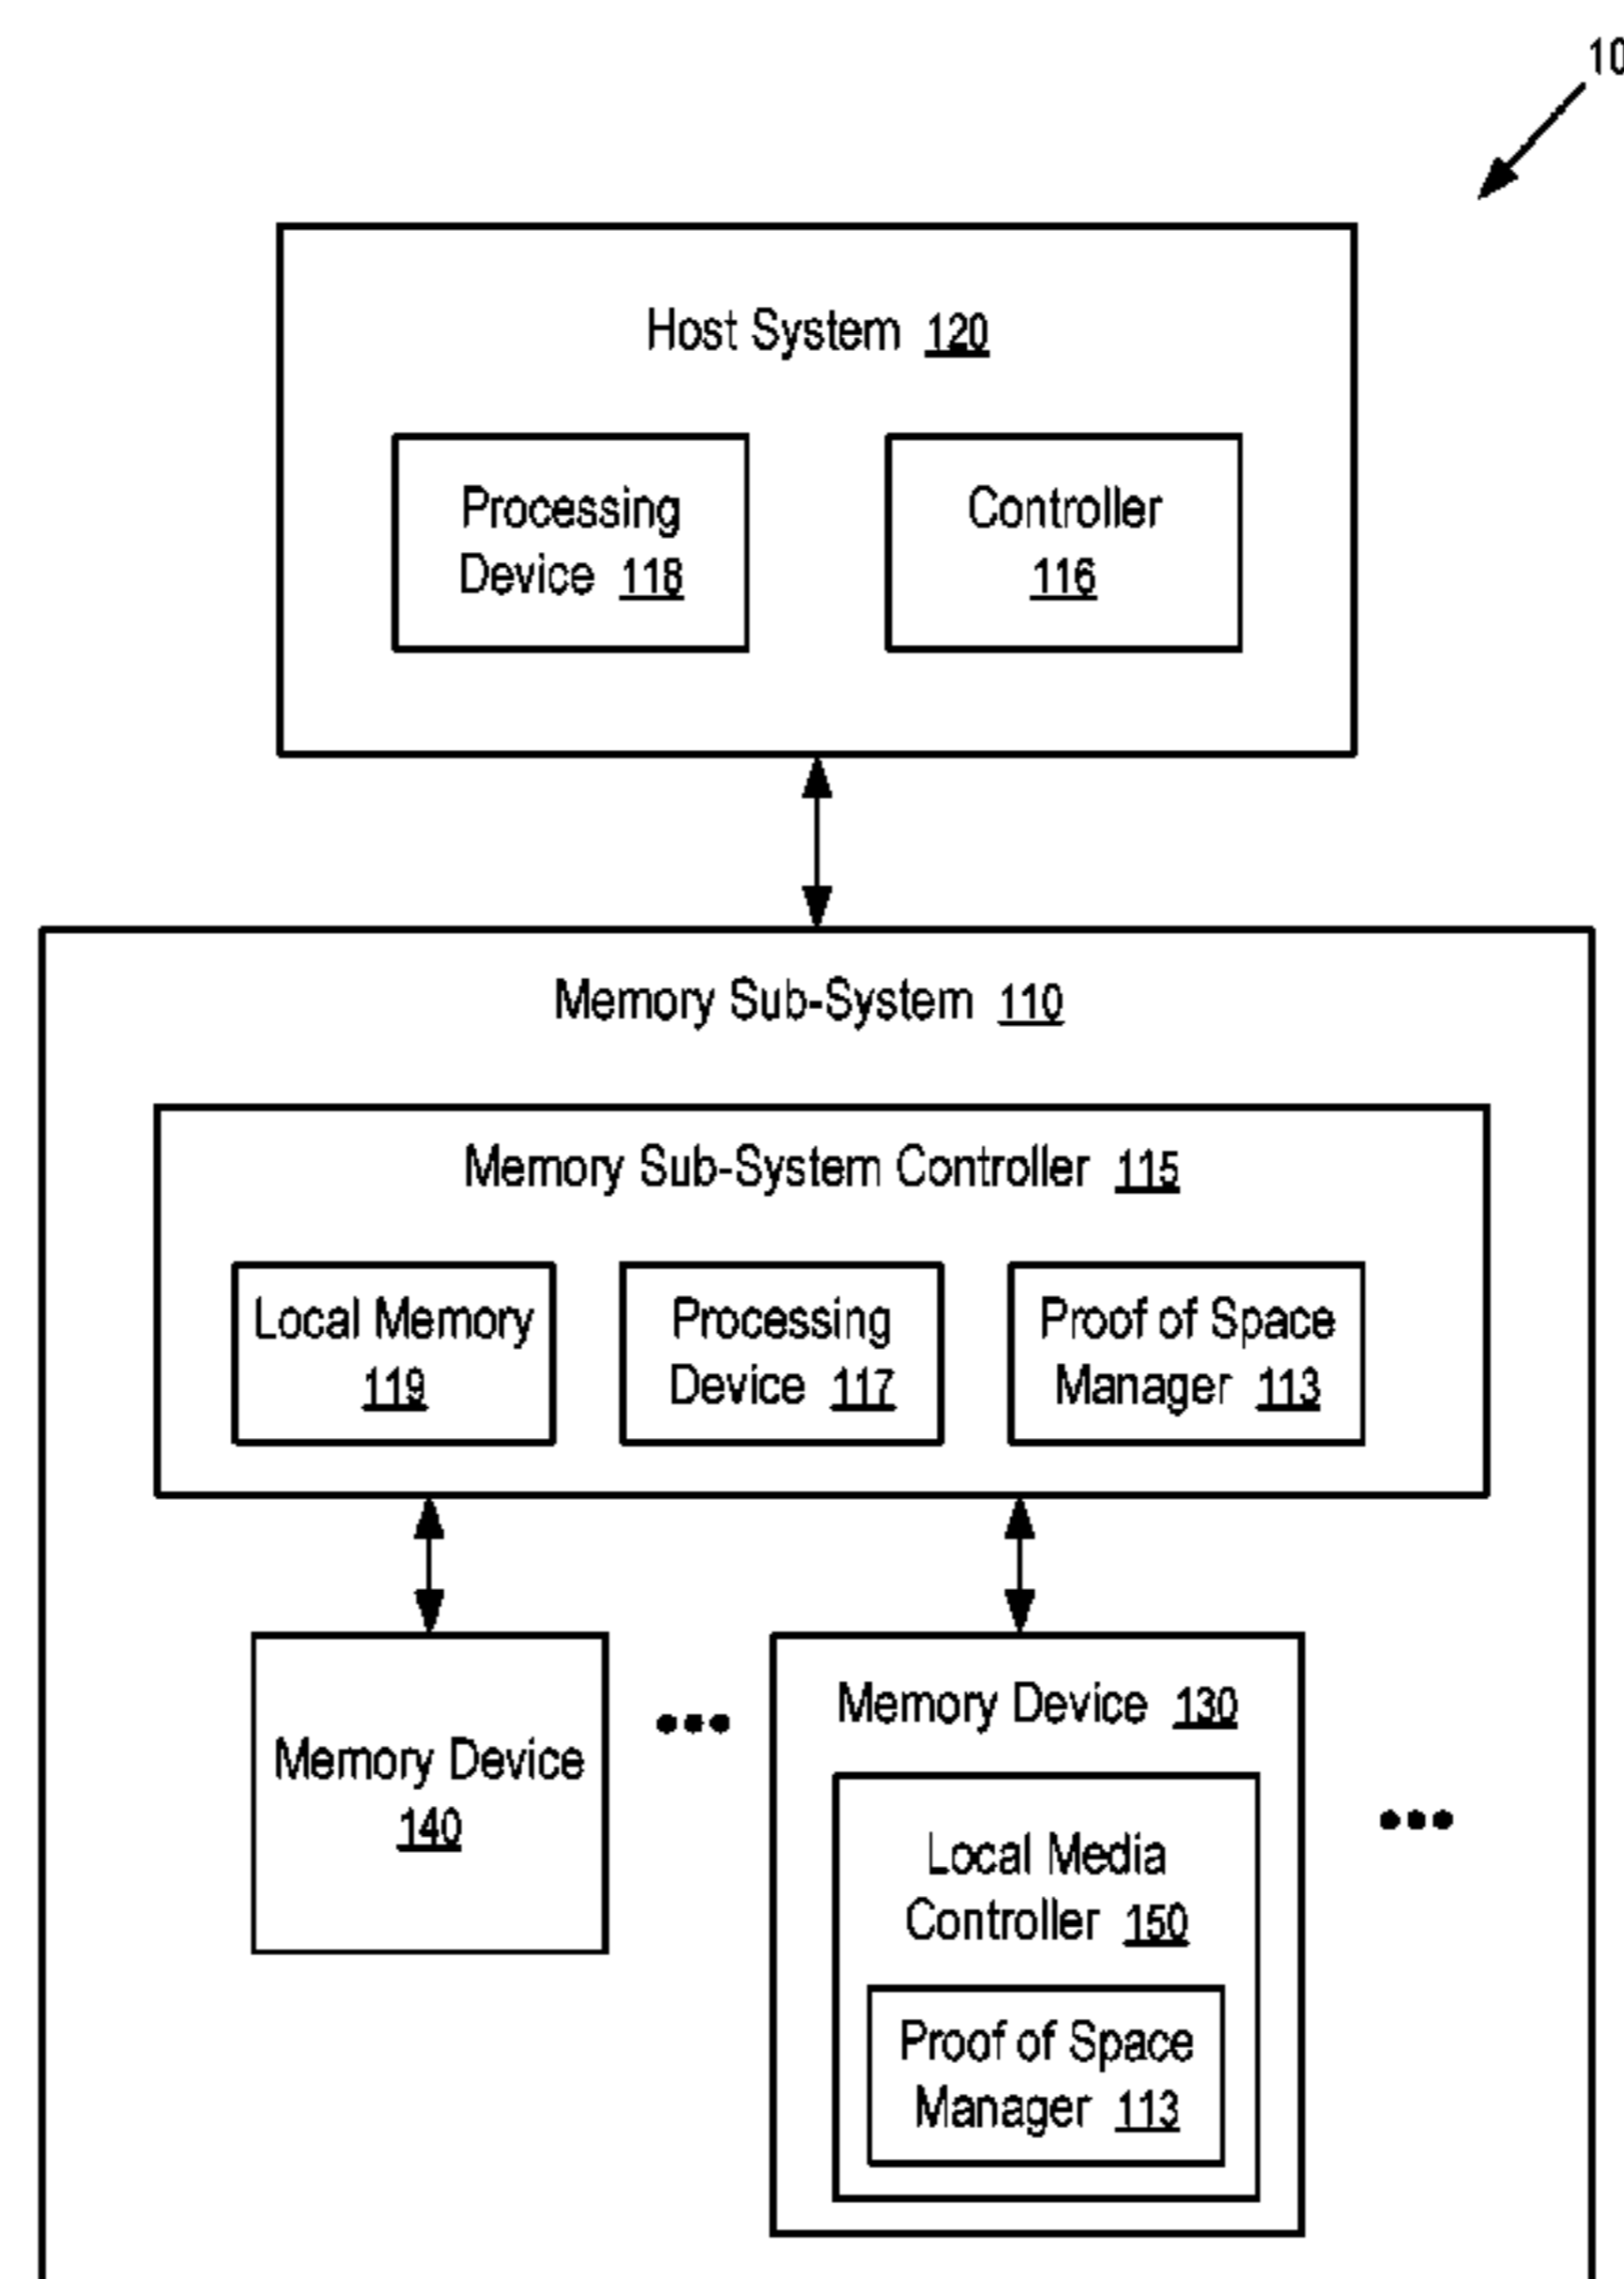 10
Host System 120
Processing
Device 118
Controller
116
Memory Sub-System 110
Memory Sub-System Controller 115
Local Memory
119
Processing
Device 117
Proof of Space
Manager 113
Memory Device
140
•••
Memory Device 130
Local Media
Controller 150
Proof of Space
Manager 113
•••